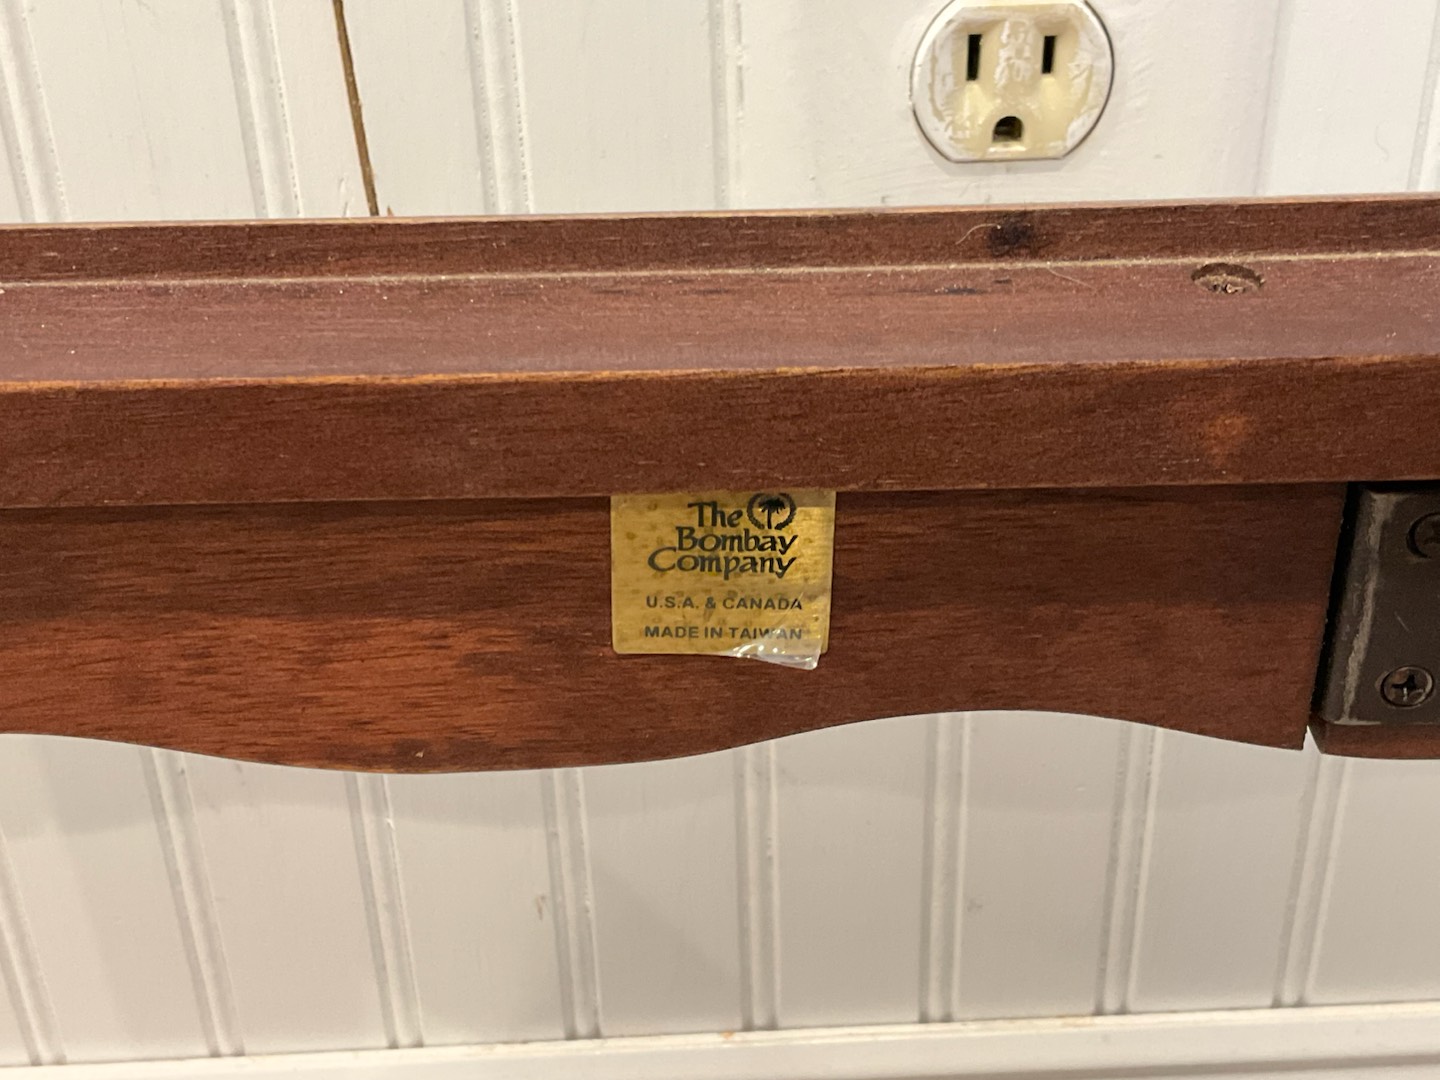 The
Bombay
Company
U.S.A. & CANADA
MADE IN TAIWAN